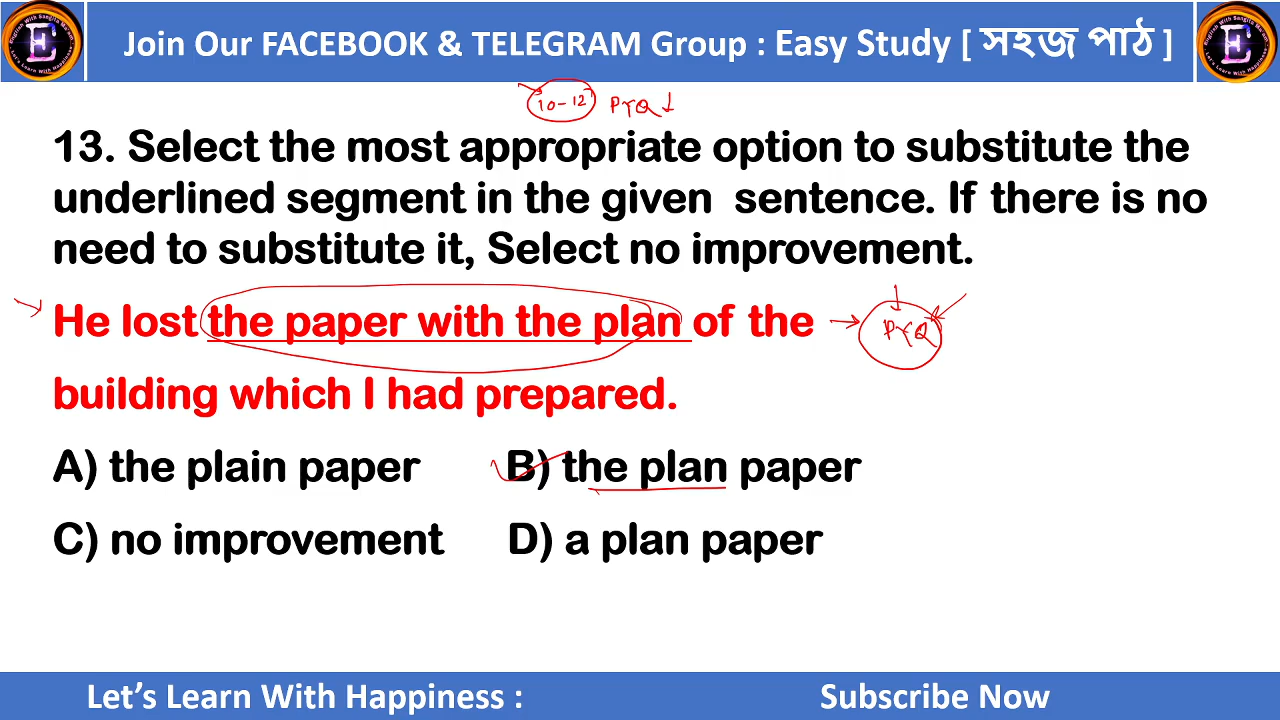 Join Our FACEBOOK & TELEGRAM Group : Easy Study [ সহজ পাঠ ]
10-12 PYQ
13. Select the most appropriate option to substitute the
underlined segment in the given sentence. If there is no
need to substitute it, Select no improvement.
He lost the paper with the plan of the
PYQ
building which I had prepared.
A) the plain paper B) the plan paper
C) no improvement D) a plan paper
Let's Learn With Happiness : Subscribe Now